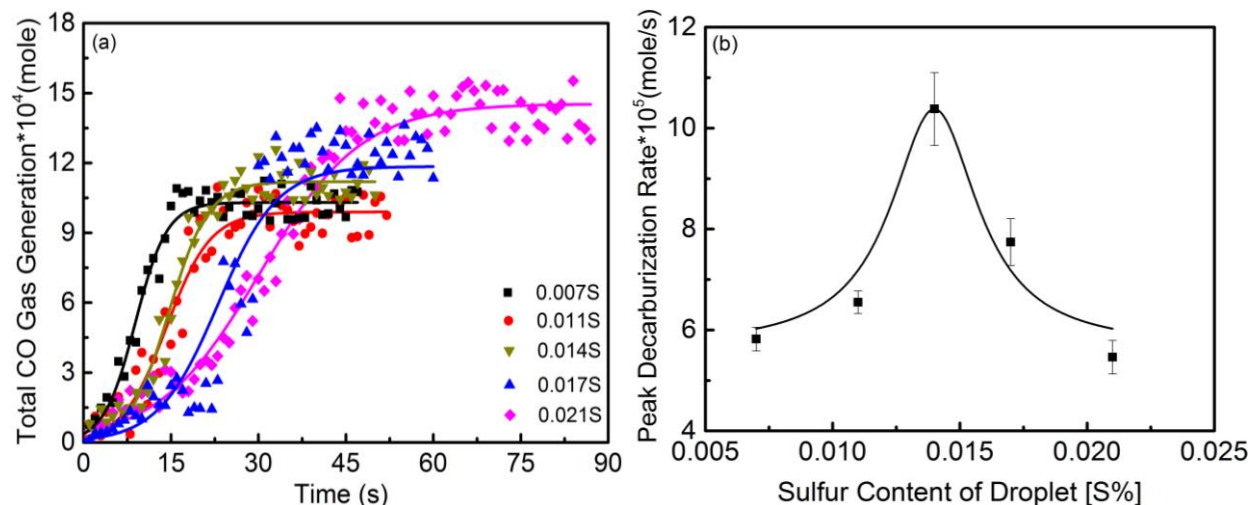 (a)
Total CO Gas Generation*10⁴(mole)
18
15
12
9
6
3
0
0 15 30 45 60 75 90
Time (s)
0.007S
0.011S
0.014S
0.017S
0.021S
(b)
Peak Decarburization Rate*10⁵(mole/s)
12
10
8
6
4
0.005 0.010 0.015 0.020 0.025
Sulfur Content of Droplet [S%]